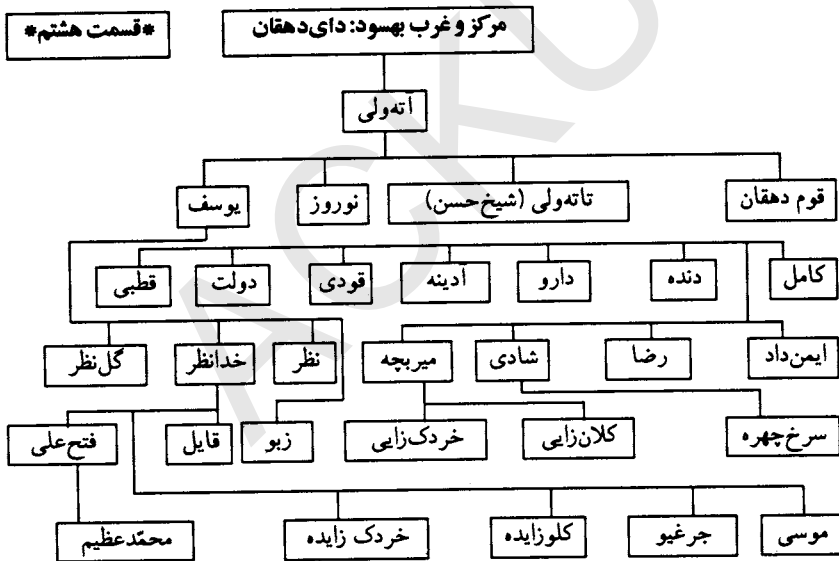 مرکز و غرب بهسود: دای‌دهقان
*قسمت هشتم*
آته‌ولی
قوم دهقان
تاته‌ولی (شیخ‌حسن)
نوروز
یوسف
کامل
دنده
دارو
آدینه
قودی
دولت
قطبی
ایمن‌داد
رضا
شادی
میربچه
نظر
خدانظر
گل‌نظر
سرخ‌چهره
کلان‌زایی
خردک‌زایی
زبو
قایل
فتح‌علی
موسی
جرغیو
کلوزایده
خردک زایده
محمّدعظیم
ACKU